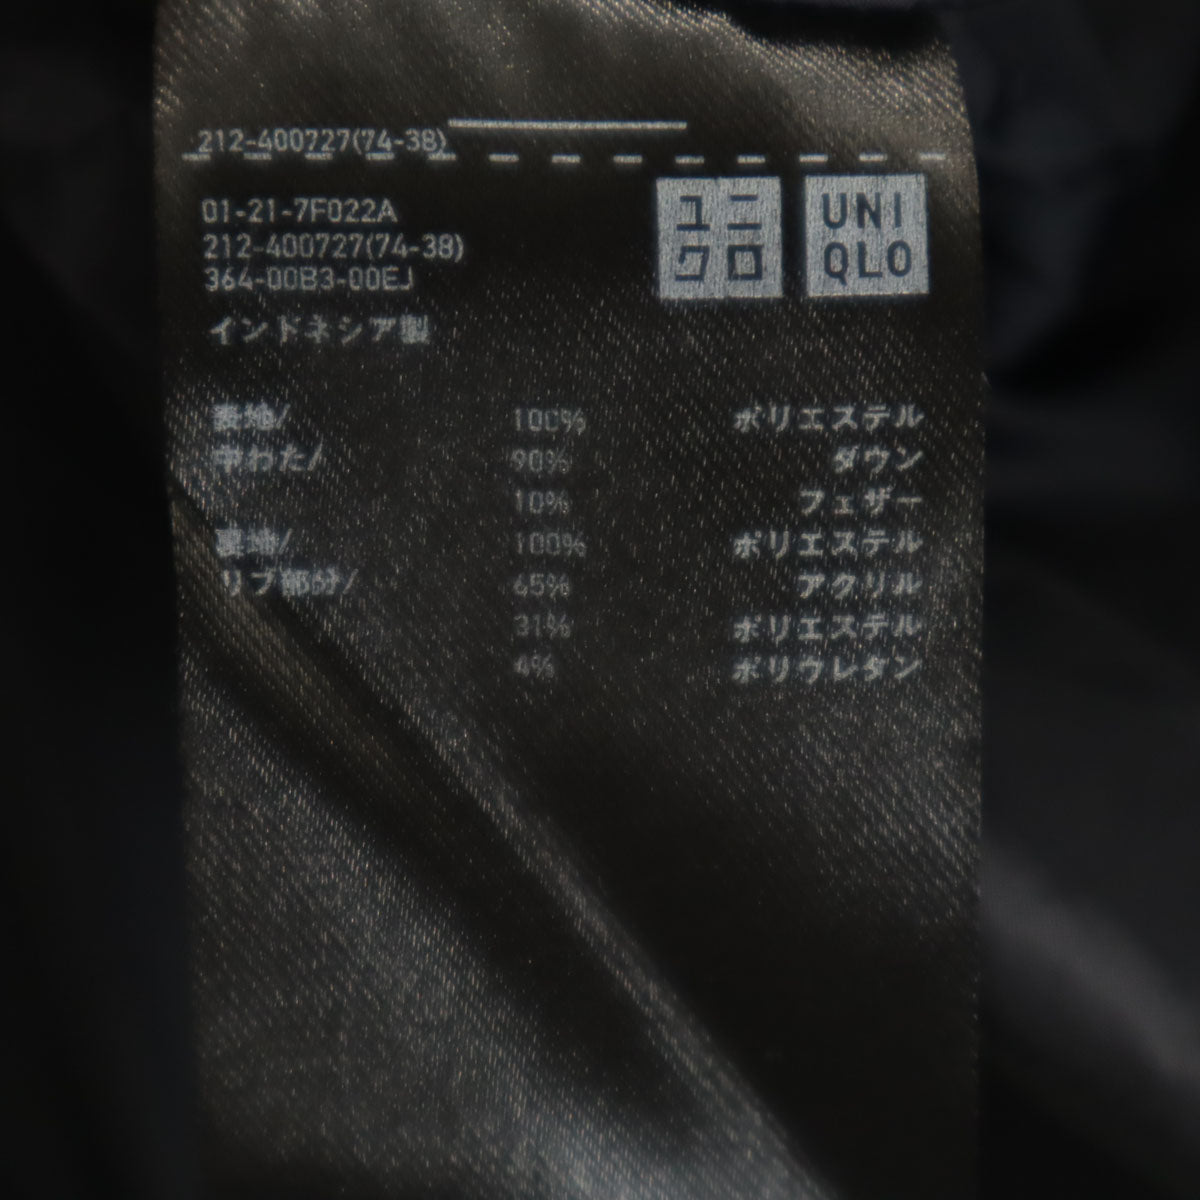 212-400727(74-38)
01-21-7F022A
212-400727(74-38)
364-00B3-00EJ
インドネシア製
ユニ
クロ
UNI
QLO
表地/ 100% ポリエステル
中わた/ 90% ダウン
10% フェザー
裏地/ 100% ポリエステル
リブ部分/ 65% アクリル
31% ポリエステル
4% ポリウレタン